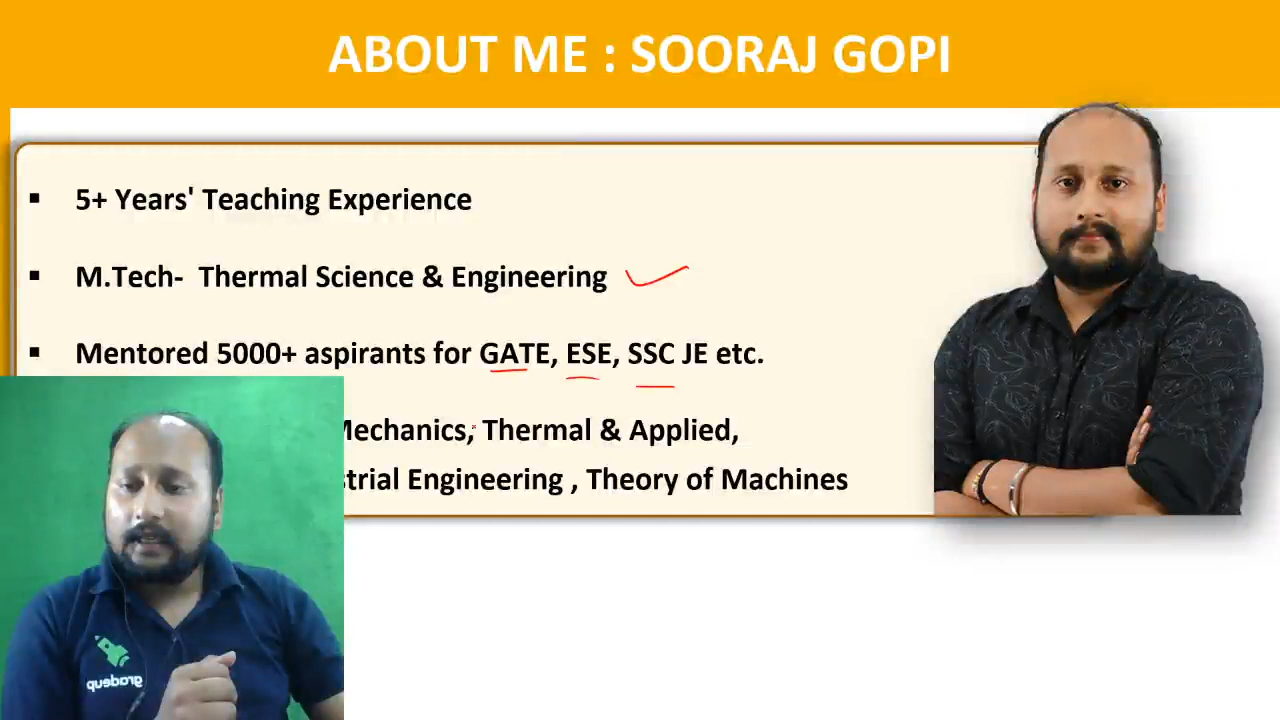 ABOUT ME : SOORAJ GOPI
▪ 5+ Years' Teaching Experience
▪ M.Tech- Thermal Science & Engineering
▪ Mentored 5000+ aspirants for GATE, ESE, SSC JE etc.
Mechanics, Thermal & Applied,
strial Engineering , Theory of Machines
gradeup